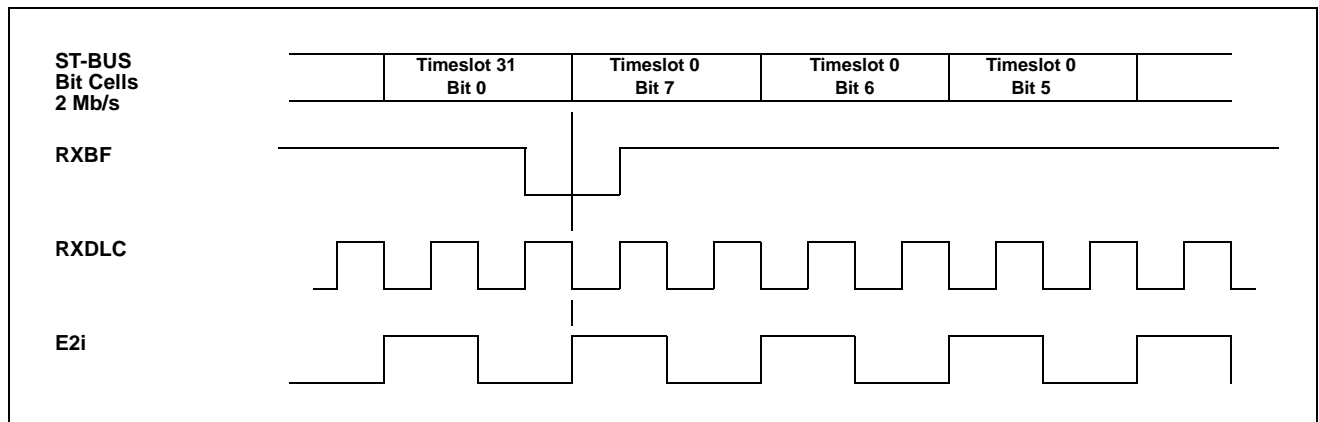 ST-BUS
Bit Cells
2 Mb/s
Timeslot 31
Bit 0
Timeslot 0
Bit 7
Timeslot 0
Bit 6
Timeslot 0
Bit 5
RXBF
RXDLC
E2i